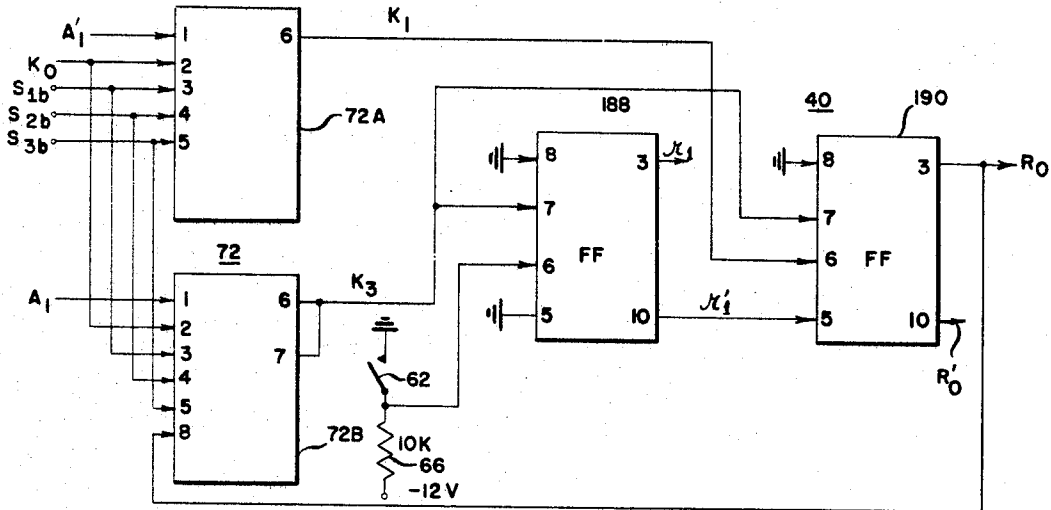 A'1 1 6 K1
K0 2
S1b 3
S2b 4 72A
S3b 5
188 40 190
8 3 r1 8 3 R0
7 7
FF 6 FF
6
5 10 r'1 5 10
R'0
72
A1 1 6 K3
2
3 7
4 62
5
8 72B
10K
66
-12V